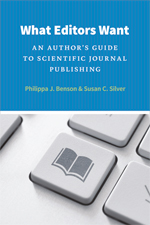 What Editors Want
AN AUTHOR'S GUIDE
TO SCIENTIFIC JOURNAL
PUBLISHING
Philippa J. Benson & Susan C. Silver